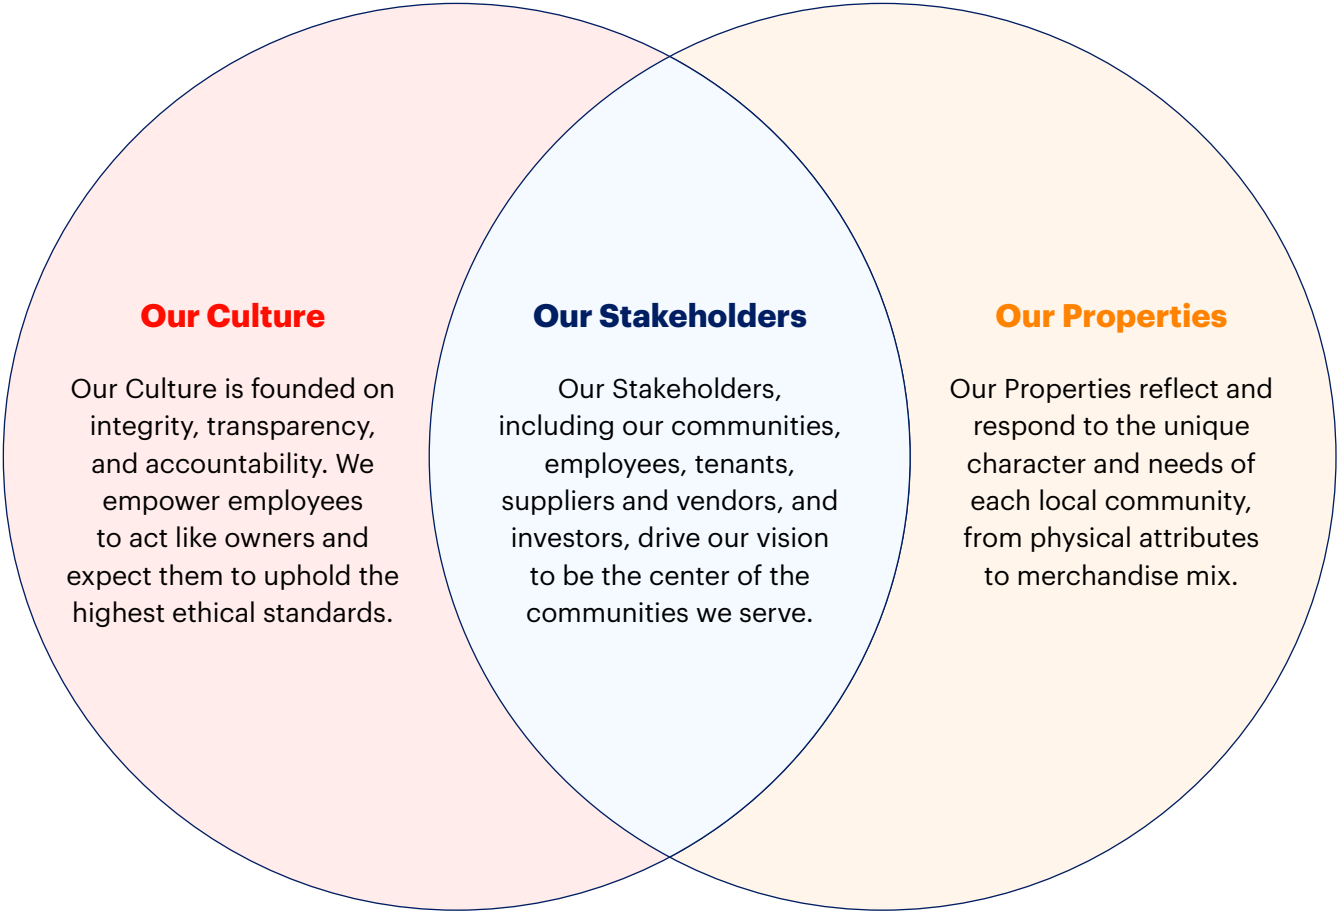 Our Culture
Our Culture is founded on
integrity, transparency,
and accountability. We
empower employees
to act like owners and
expect them to uphold the
highest ethical standards.
Our Stakeholders
Our Stakeholders,
including our communities,
employees, tenants,
suppliers and vendors, and
investors, drive our vision
to be the center of the
communities we serve.
Our Properties
Our Properties reflect and
respond to the unique
character and needs of
each local community,
from physical attributes
to merchandise mix.